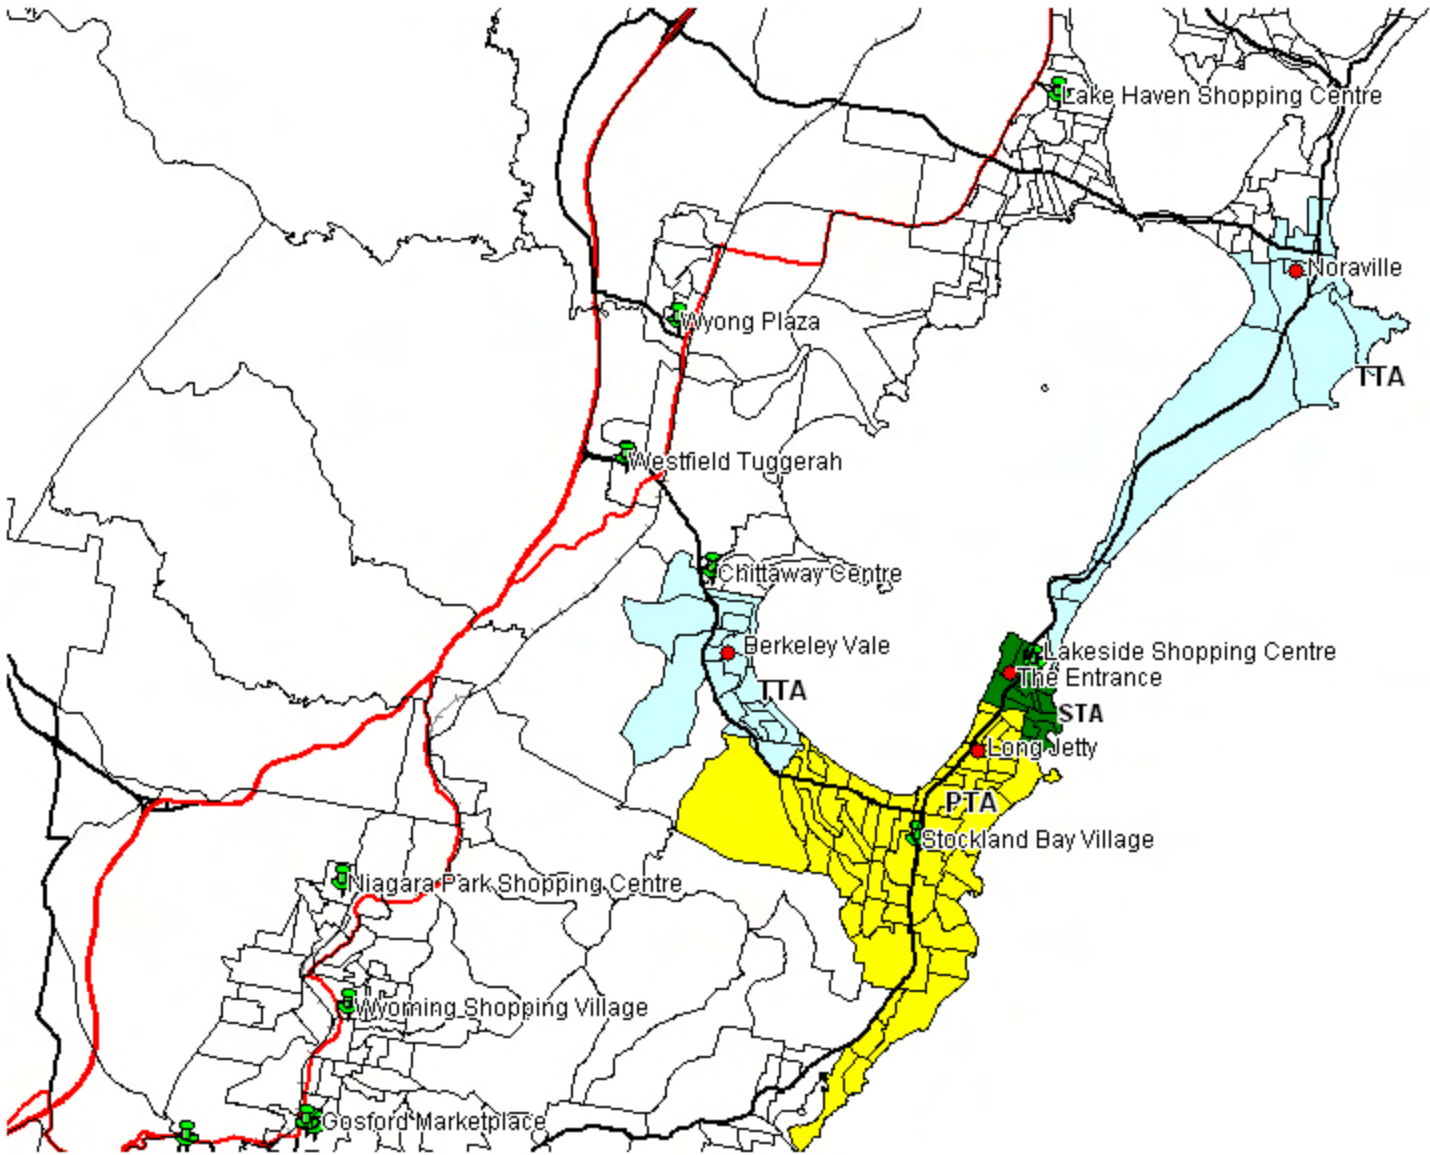 Lake Haven Shopping Centre
Noraville
Wyong Plaza
TTA
Westfield Tuggerah
Chittaway Centre
Berkeley Vale
Lakeside Shopping Centre
The Entrance
TTA
STA
Long Jetty
PTA
Stockland Bay Village
Niagara Park Shopping Centre
Wyoming Shopping Village
Gosford Marketplace